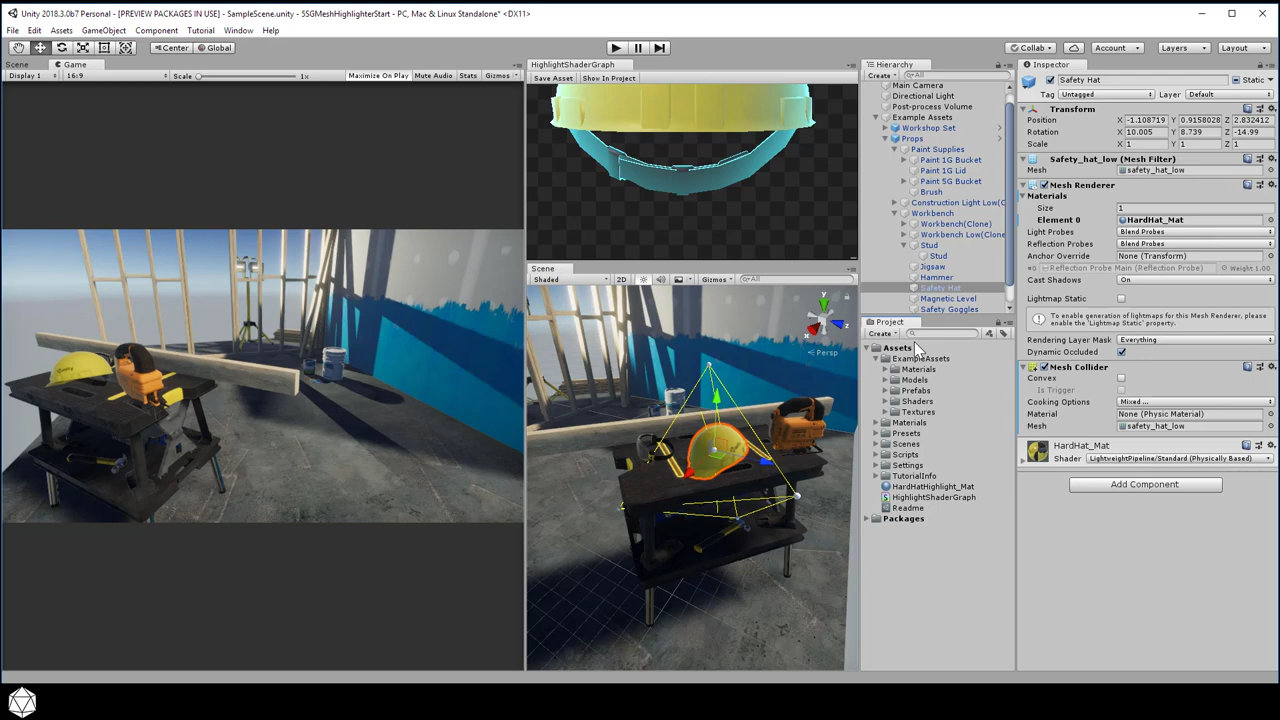 Unity 2018.3.0b7 Personal - [PREVIEW PACKAGES IN USE] - SampleScene.unity - 5SGMeshHighlighterStart - PC, Mac & Linux Standalone* <DX11>
File Edit Assets GameObject Component Tutorial Window Help
Center Global Collab Account Layers Layout
Scene Game
Display 1 16:9 Scale 1x Maximize On Play Mute Audio Stats Gizmos
HighlightShaderGraph
Save Asset Show In Project
Scene
Shaded 2D Gizmos All
y
x
z
Persp
Hierarchy
Create All
Main Camera
Directional Light
Post-process Volume
Example Assets
Workshop Set
Props
Paint Supplies
Paint 1G Bucket
Paint 1G Lid
Paint 5G Bucket
Brush
Construction Light Low(C
Workbench
Workbench(Clone)
Workbench Low(Clone
Stud
Stud
Jigsaw
Hammer
Safety Hat
Magnetic Level
Safety Goggles
Project
Create
Assets
ExampleAssets
Materials
Models
Prefabs
Shaders
Textures
Materials
Presets
Scenes
Scripts
Settings
TutorialInfo
HardHatHighlight_Mat
HighlightShaderGraph
Readme
Packages
Inspector
Safety Hat Static
Tag Untagged Layer Default
Transform
Position X -1.108719 Y 0.9158028 Z 2.832412
Rotation X 10.005 Y 8.739 Z -14.99
Scale X 1 Y 1 Z 1
Safety_hat_low (Mesh Filter)
Mesh safety_hat_low
Mesh Renderer
Materials
Size 1
Element 0 HardHat_Mat
Light Probes Blend Probes
Reflection Probes Blend Probes
Anchor Override None (Transform)
#0 Reflection Probe Main (Reflection Probe) Weight 1.00
Cast Shadows On
Lightmap Static
To enable generation of lightmaps for this Mesh Renderer, please
enable the 'Lightmap Static' property.
Rendering Layer Mask Everything
Dynamic Occluded
Mesh Collider
Convex
Is Trigger
Cooking Options Mixed ...
Material None (Physic Material)
Mesh safety_hat_low
HardHat_Mat
Shader LightweightPipeline/Standard (Physically Based)
Add Component